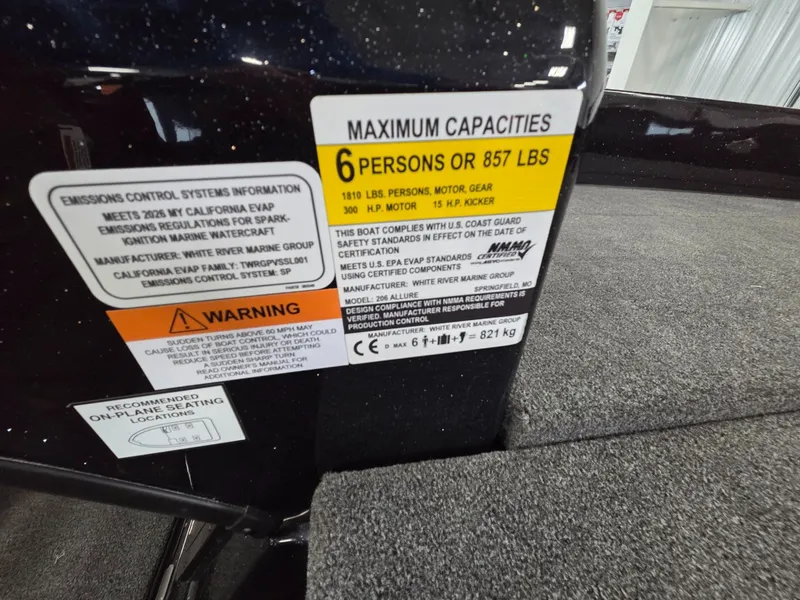 MAXIMUM CAPACITIES
6 PERSONS OR 857 LBS
1810 LBS. PERSONS, MOTOR, GEAR
300 H.P. MOTOR 15 H.P. KICKER
THIS BOAT COMPLIES WITH U.S. COAST GUARD
SAFETY STANDARDS IN EFFECT ON THE DATE OF
CERTIFICATION
NMMA
CERTIFIED
MEETS U.S. EPA EVAP STANDARDS
USING CERTIFIED COMPONENTS
MANUFACTURER: WHITE RIVER MARINE GROUP
SPRINGFIELD, MO
MODEL: 206 ALLURE
DESIGN COMPLIANCE WITH NMMA REQUIREMENTS IS
VERIFIED. MANUFACTURER RESPONSIBLE FOR
PRODUCTION CONTROL
MANUFACTURER: WHITE RIVER MARINE GROUP
CE D MAX 6 + + = 821 kg
EMISSIONS CONTROL SYSTEMS INFORMATION
MEETS 2026 MY CALIFORNIA EVAP
EMISSIONS REGULATIONS FOR SPARK-
IGNITION MARINE WATERCRAFT
MANUFACTURER: WHITE RIVER MARINE GROUP
CALIFORNIA EVAP FAMILY: TWRGPVSSL001
EMISSIONS CONTROL SYSTEM: SP
WARNING
SUDDEN TURNS ABOVE 60 MPH MAY
CAUSE LOSS OF BOAT CONTROL, WHICH COULD
RESULT IN SERIOUS INJURY OR DEATH.
REDUCE SPEED BEFORE ATTEMPTING
A SUDDEN SHARP TURN.
READ OWNER'S MANUAL FOR
ADDITIONAL INFORMATION
RECOMMENDED
ON-PLANE SEATING
LOCATIONS